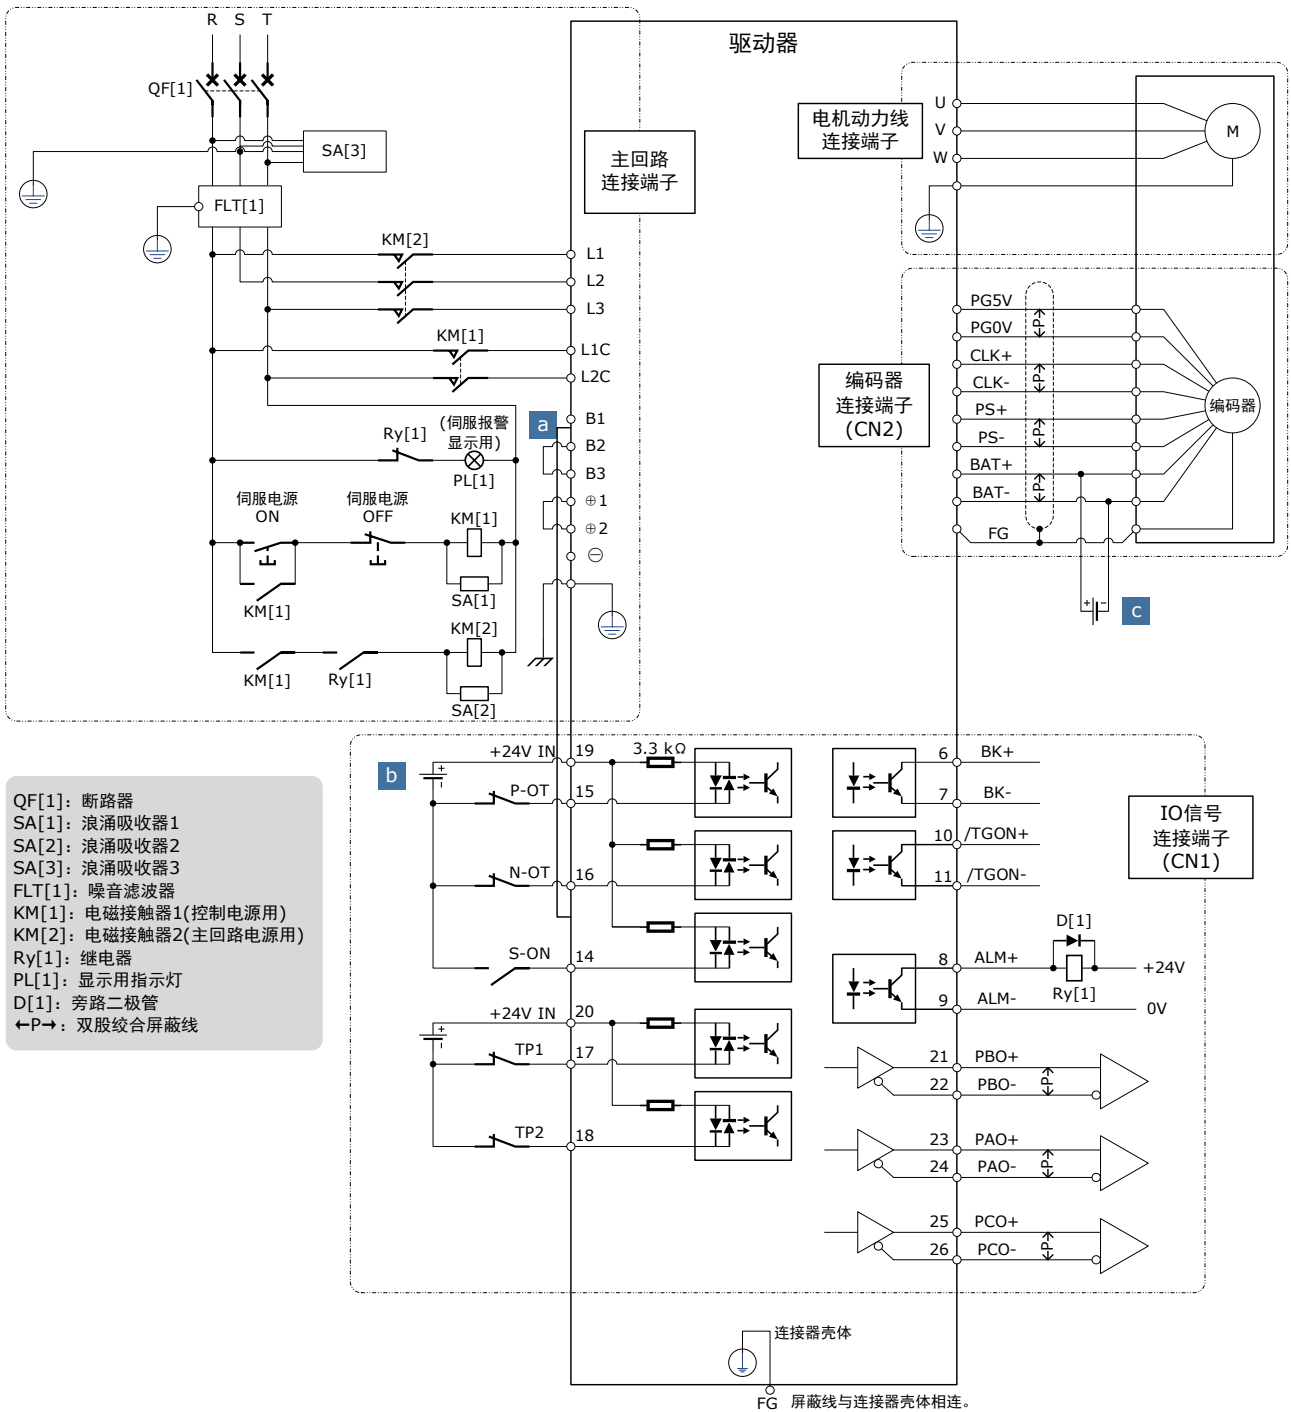 R S T
驱动器
QF[1]
SA[3]
FLT[1]
主回路
连接端子
KM[2]
L1
L2
L3
KM[1]
L1C
L2C
a
B1
B2
B3
⊕1
⊕2
⊖
Ry[1]
(伺服报警
显示用)
PL[1]
伺服电源
ON
伺服电源
OFF
KM[1]
SA[1]
KM[1]
KM[2]
KM[1]
Ry[1]
SA[2]
电机动力线
连接端子
U
V
W
M
编码器
连接端子
(CN2)
PG5V
PG0V
CLK+
CLK-
PS+
PS-
BAT+
BAT-
FG
P
P
P
P
编码器
+ -
c
QF[1]：断路器
SA[1]：浪涌吸收器1
SA[2]：浪涌吸收器2
SA[3]：浪涌吸收器3
FLT[1]：噪音滤波器
KM[1]：电磁接触器1(控制电源用)
KM[2]：电磁接触器2(主回路电源用)
Ry[1]：继电器
PL[1]：显示用指示灯
D[1]：旁路二极管
←P→：双股绞合屏蔽线
b
+
-
+24V IN 19
3.3 kΩ
P-OT 15
N-OT 16
S-ON 14
+
-
+24V IN 20
TP1 17
TP2 18
6 BK+
7 BK-
10 /TGON+
11 /TGON-
IO信号
连接端子
(CN1)
D[1]
8 ALM+
+24V
Ry[1]
9 ALM-
0V
21 PBO+
22 PBO-
P
23 PAO+
24 PAO-
P
25 PCO+
26 PCO-
P
连接器壳体
FG 屏蔽线与连接器壳体相连。